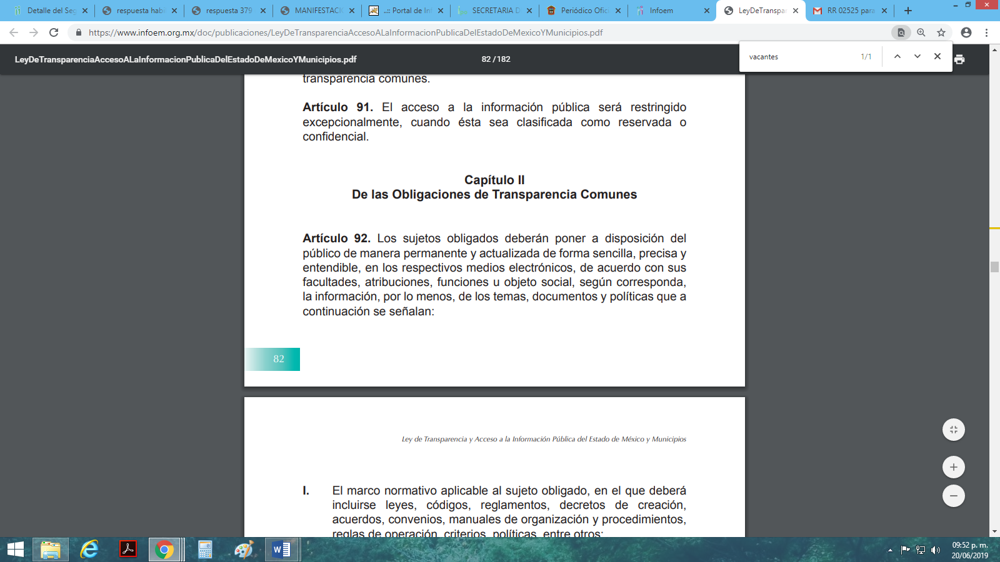 Detalle del Seg
respuesta habi
respuesta 379
MANIFESTACIO
..:: Portal de Inf
SECRETARIA D
Periódico Ofici
Infoem
LeyDeTranspar
RR 02525 para
https://www.infoem.org.mx/doc/publicaciones/LeyDeTransparenciaAccesoALaInformacionPublicaDelEstadoDeMexicoYMunicipios.pdf
LeyDeTransparenciaAccesoALaInformacionPublicaDelEstadoDeMexicoYMunicipios.pdf
82 / 182
vacantes
1/1
transparencia comunes.
Artículo 91. El acceso a la información pública será restringido
excepcionalmente, cuando ésta sea clasificada como reservada o
confidencial.
Capítulo II
De las Obligaciones de Transparencia Comunes
Artículo 92. Los sujetos obligados deberán poner a disposición del
público de manera permanente y actualizada de forma sencilla, precisa y
entendible, en los respectivos medios electrónicos, de acuerdo con sus
facultades, atribuciones, funciones u objeto social, según corresponda,
la información, por lo menos, de los temas, documentos y políticas que a
continuación se señalan:
82
Ley de Transparencia y Acceso a la Información Pública del Estado de México y Municipios
I. El marco normativo aplicable al sujeto obligado, en el que deberá
incluirse leyes, códigos, reglamentos, decretos de creación,
acuerdos, convenios, manuales de organización y procedimientos,
reglas de operación, criterios, políticas, entre otros;
09:52 p. m.
20/06/2019